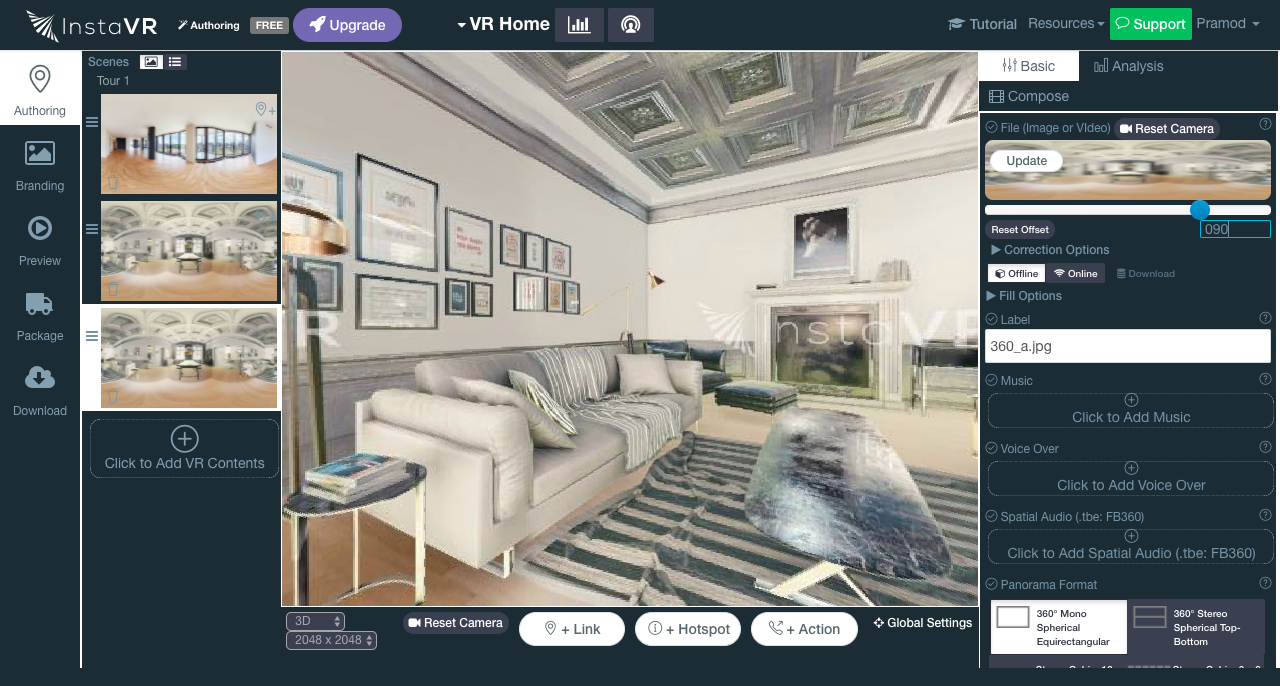 InstaVR
Authoring
FREE
Upgrade
VR Home
Tutorial
Resources
Support
Pramod
Authoring
Branding
Preview
Package
Download
Scenes
Tour 1
Click to Add VR Contents
VR
InstaVR
3D
2048 x 2048
Reset Camera
+ Link
+ Hotspot
+ Action
Global Settings
Basic
Analysis
Compose
File (Image or VIdeo)
Reset Camera
Update
Reset Offset
090
Correction Options
Offline
Online
Download
Fill Options
Label
360_a.jpg
Music
Click to Add Music
Voice Over
Click to Add Voice Over
Spatial Audio (.tbe: FB360)
Click to Add Spatial Audio (.tbe: FB360)
Panorama Format
360° Mono
Spherical
Equirectangular
360° Stereo
Spherical Top-
Bottom